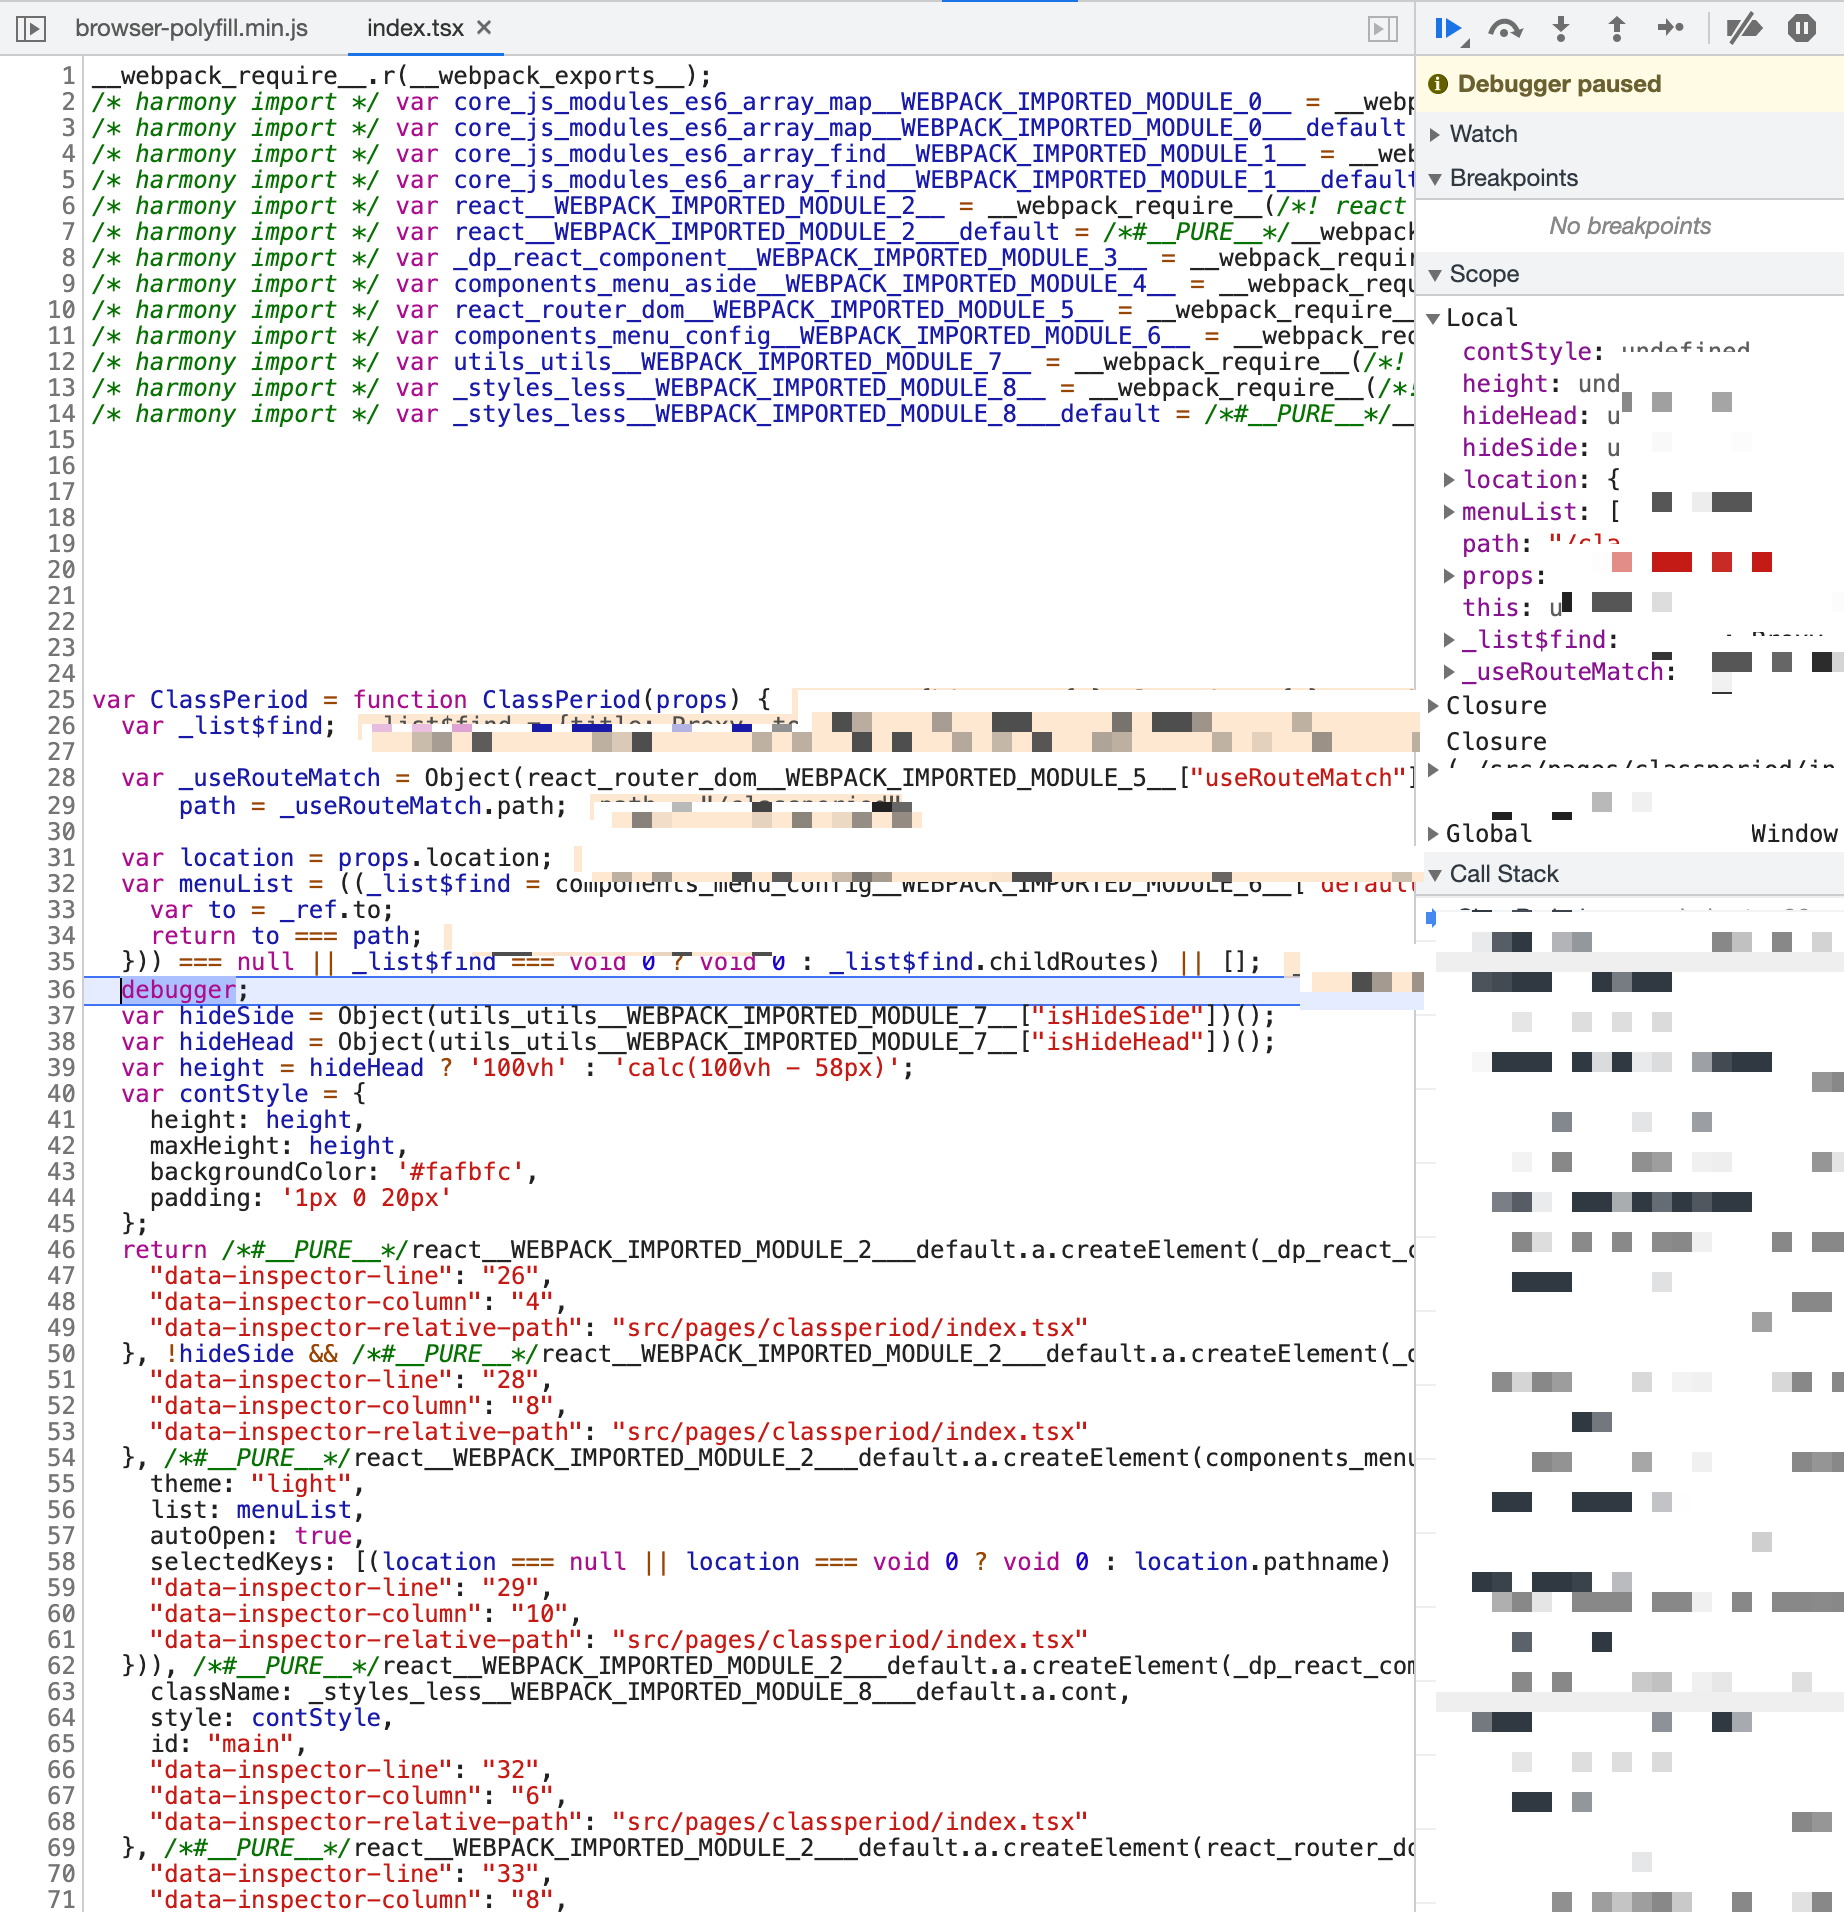 browser-polyfill.min.js index.tsx ×
1 __webpack_require__.r(__webpack_exports__);
2 /* harmony import */ var core_js_modules_es6_array_map__WEBPACK_IMPORTED_MODULE_0__ = __webp
3 /* harmony import */ var core_js_modules_es6_array_map__WEBPACK_IMPORTED_MODULE_0___default
4 /* harmony import */ var core_js_modules_es6_array_find__WEBPACK_IMPORTED_MODULE_1__ = __web
5 /* harmony import */ var core_js_modules_es6_array_find__WEBPACK_IMPORTED_MODULE_1___default
6 /* harmony import */ var react__WEBPACK_IMPORTED_MODULE_2__ = __webpack_require__(/*! react
7 /* harmony import */ var react__WEBPACK_IMPORTED_MODULE_2___default = /*#__PURE__*/__webpack
8 /* harmony import */ var _dp_react_component__WEBPACK_IMPORTED_MODULE_3__ = __webpack_requir
9 /* harmony import */ var components_menu_aside__WEBPACK_IMPORTED_MODULE_4__ = __webpack_requ
10 /* harmony import */ var react_router_dom__WEBPACK_IMPORTED_MODULE_5__ = __webpack_require__
11 /* harmony import */ var components_menu_config__WEBPACK_IMPORTED_MODULE_6__ = __webpack_req
12 /* harmony import */ var utils_utils__WEBPACK_IMPORTED_MODULE_7__ = __webpack_require__(/*!
13 /* harmony import */ var _styles_less__WEBPACK_IMPORTED_MODULE_8__ = __webpack_require__(/*!
14 /* harmony import */ var _styles_less__WEBPACK_IMPORTED_MODULE_8___default = /*#__PURE__*/__
15
16
17
18
19
20
21
22
23
24
25 var ClassPeriod = function ClassPeriod(props) {
26 var _list$find; _list$find = {title: Proxy, to
27
28 var _useRouteMatch = Object(react_router_dom__WEBPACK_IMPORTED_MODULE_5__["useRouteMatch"]
29 path = _useRouteMatch.path; path = "/classperiod"
30
31 var location = props.location;
32 var menuList = ((_list$find = components_menu_config__WEBPACK_IMPORTED_MODULE_6__["default
33 var to = _ref.to;
34 return to === path;
35 })) === null || _list$find === void 0 ? void 0 : _list$find.childRoutes) || [];
36 debugger;
37 var hideSide = Object(utils_utils__WEBPACK_IMPORTED_MODULE_7__["isHideSide"])();
38 var hideHead = Object(utils_utils__WEBPACK_IMPORTED_MODULE_7__["isHideHead"])();
39 var height = hideHead ? '100vh' : 'calc(100vh - 58px)';
40 var contStyle = {
41 height: height,
42 maxHeight: height,
43 backgroundColor: '#fafbfc',
44 padding: '1px 0 20px'
45 };
46 return /*#__PURE__*/react__WEBPACK_IMPORTED_MODULE_2___default.a.createElement(_dp_react_c
47 "data-inspector-line": "26",
48 "data-inspector-column": "4",
49 "data-inspector-relative-path": "src/pages/classperiod/index.tsx"
50 }, !hideSide && /*#__PURE__*/react__WEBPACK_IMPORTED_MODULE_2___default.a.createElement(_d
51 "data-inspector-line": "28",
52 "data-inspector-column": "8",
53 "data-inspector-relative-path": "src/pages/classperiod/index.tsx"
54 }, /*#__PURE__*/react__WEBPACK_IMPORTED_MODULE_2___default.a.createElement(components_menu
55 theme: "light",
56 list: menuList,
57 autoOpen: true,
58 selectedKeys: [(location === null || location === void 0 ? void 0 : location.pathname)
59 "data-inspector-line": "29",
60 "data-inspector-column": "10",
61 "data-inspector-relative-path": "src/pages/classperiod/index.tsx"
62 })), /*#__PURE__*/react__WEBPACK_IMPORTED_MODULE_2___default.a.createElement(_dp_react_com
63 className: _styles_less__WEBPACK_IMPORTED_MODULE_8___default.a.cont,
64 style: contStyle,
65 id: "main",
66 "data-inspector-line": "32",
67 "data-inspector-column": "6",
68 "data-inspector-relative-path": "src/pages/classperiod/index.tsx"
69 }, /*#__PURE__*/react__WEBPACK_IMPORTED_MODULE_2___default.a.createElement(react_router_do
70 "data-inspector-line": "33",
71 "data-inspector-column": "8",
Debugger paused
Watch
Breakpoints
No breakpoints
Scope
Local
contStyle: undefined
height: und
hideHead: u
hideSide: u
location: {
menuList: [
path: "/cla
props:
this: u
_list$find: Proxy
_useRouteMatch:
Closure
Closure
(./src/pages/classperiod/in
Global Window
Call Stack